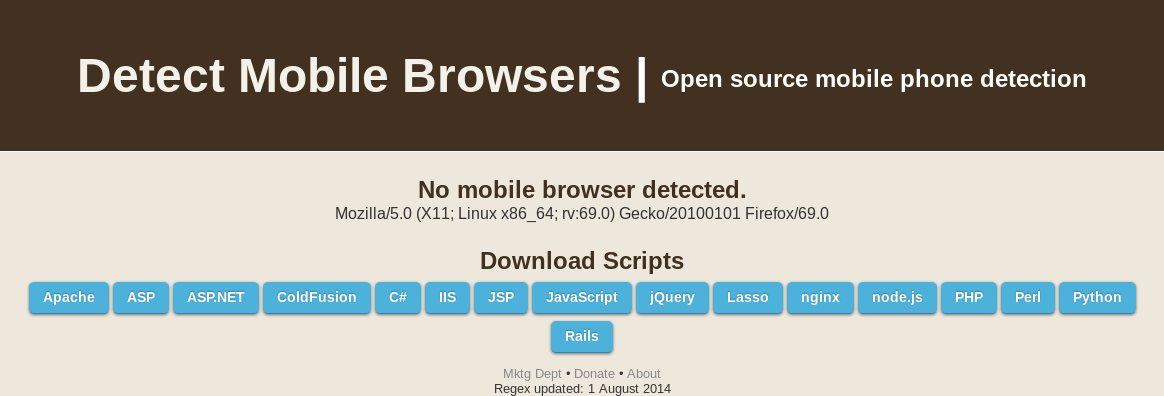 Detect Mobile Browsers | Open source mobile phone detection
No mobile browser detected.
Mozilla/5.0 (X11; Linux x86_64; rv:69.0) Gecko/20100101 Firefox/69.0
Download Scripts
Apache ASP ASP.NET ColdFusion C# IIS JSP JavaScript jQuery Lasso nginx node.js PHP Perl Python
Rails
Mktg Dept • Donate • About
Regex updated: 1 August 2014